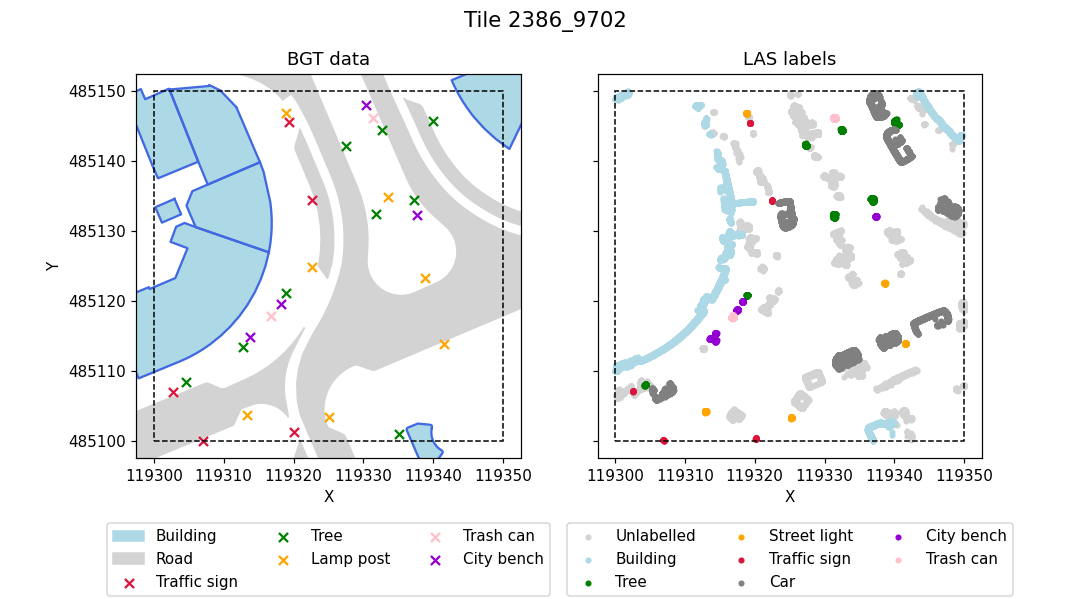 Tile 2386_9702
BGT data
LAS labels
485150
485140
485130
485120
485110
485100
Y
119300 119310 119320 119330 119340 119350
X
119300 119310 119320 119330 119340 119350
X
Building
Road
Traffic sign
Tree
Lamp post
Trash can
City bench
Unlabelled
Building
Tree
Street light
Traffic sign
Car
City bench
Trash can